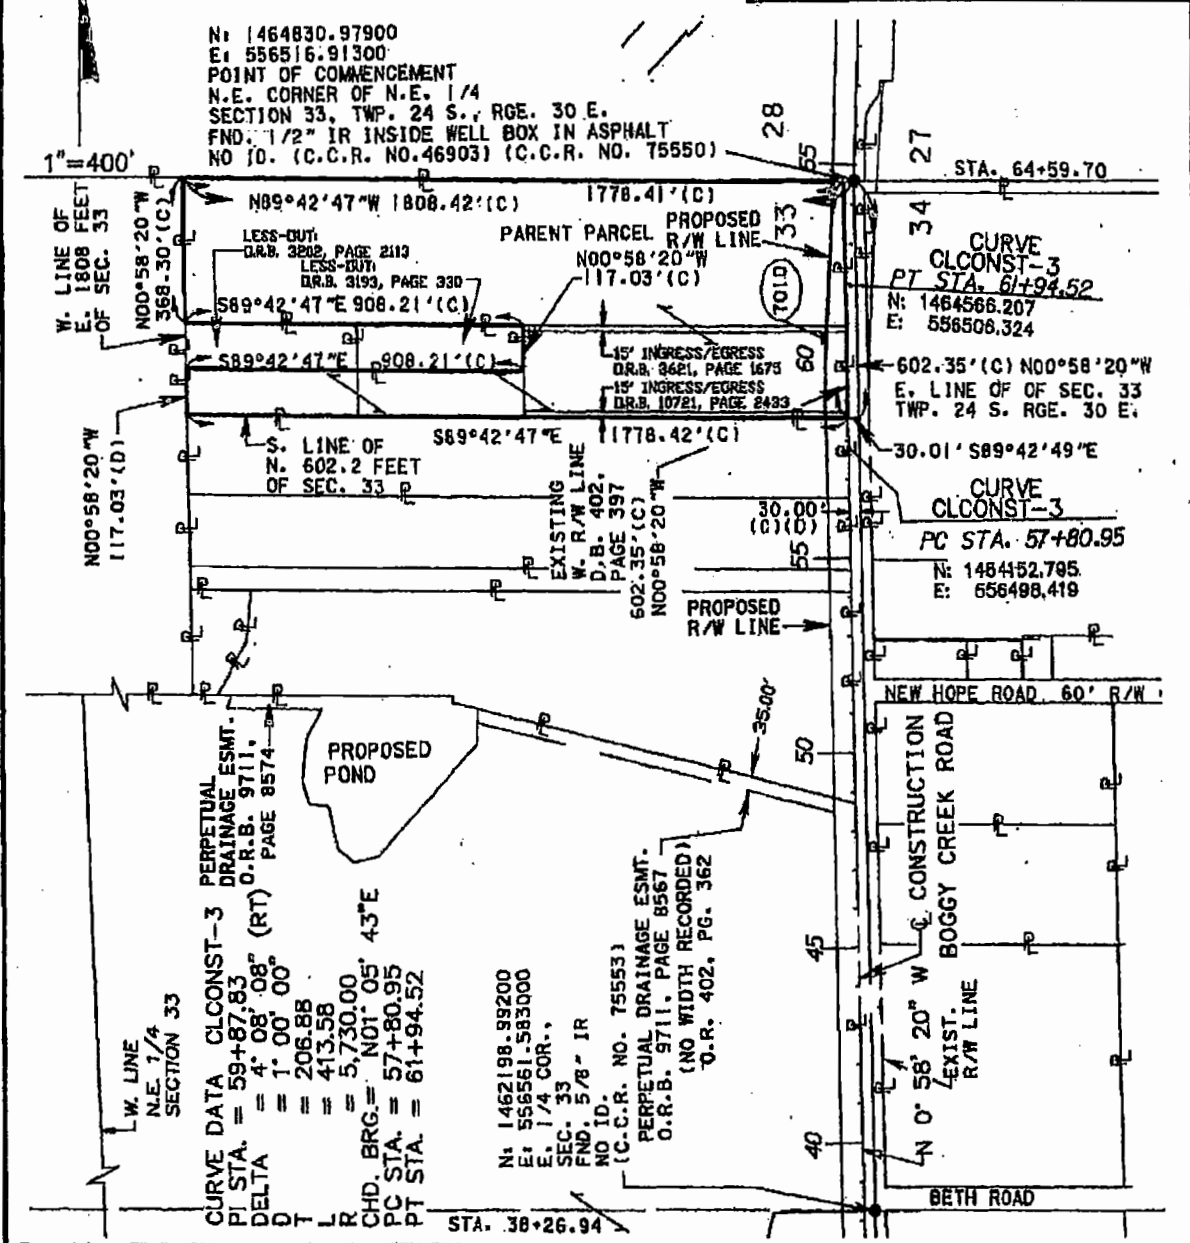 N: 1464830.97900
E: 556516.91300
POINT OF COMMENCEMENT
N.E. CORNER OF N.E. 1/4
SECTION 33, TWP. 24 S., RGE. 30 E.
FND. 1/2" IR INSIDE WELL BOX IN ASPHALT
NO ID. (C.C.R. NO.46903) (C.C.R. NO. 75550)
1"=400'
28
27
65
STA. 64+59.70
33
34
N89°42'47"W 1808.42'(C)
1778.41'(C)
W. LINE OF
E. 1808 FEET
OF SEC. 33
N00°58'20"W
368.30'(C)
LESS-OUT:
O.R.B. 3202, PAGE 2113
LESS-OUT:
O.R.B. 3193, PAGE 330
PARENT PARCEL
PROPOSED
R/W LINE
N00°58'20"W
117.03'(C)
7010
CURVE
CLCONST-3
PT STA. 61+94.52
N: 1464566.207
E: 556506.324
S89°42'47"E 908.21'(C)
S89°42'47"E 908.21'(C)
15' INGRESS/EGRESS
O.R.B. 3621, PAGE 1675
15' INGRESS/EGRESS
O.R.B. 10721, PAGE 2433
60
602.35'(C) N00°58'20"W
E. LINE OF OF SEC. 33
TWP. 24 S. RGE. 30 E.
N00°58'20"W
117.03'(D)
S. LINE OF
N. 602.2 FEET
OF SEC. 33
S89°42'47"E 11778.42'(C)
30.01' S89°42'49"E
EXISTING
W. R/W LINE
D.B. 402,
PAGE 397
602.35'(C)
N00°58'20"W
30.00'
(C)(D)
CURVE
CLCONST-3
PC STA. 57+80.95
N: 1464152.795
E: 556498.419
55
PROPOSED
R/W LINE
NEW HOPE ROAD 60' R/W
PERPETUAL
DRAINAGE ESMT.
O.R.B. 9711,
PAGE 8574
PROPOSED
POND
35.00'
50
W. LINE
N.E. 1/4
SECTION 33
CURVE DATA CLCONST-3
PI STA. = 59+87.83
DELTA = 4° 08' 08" (RT)
D = 1° 00' 00"
T = 206.88
L = 413.58
R = 5,730.00
CHD. BRG.= N01° 05' 43"E
PC STA. = 57+80.95
PT STA. = 61+94.52
N: 1462198.99200
E: 556561.583000
E. 1/4 COR.,
SEC. 33
FND. 5/8" IR
NO ID.
(C.C.R. NO. 75553)
PERPETUAL DRAINAGE ESMT.
O.R.B. 9711, PAGE 8567
(NO WIDTH RECORDED)
O.R. 402, PG. 362
45
40
N 0° 58' 20" W
℄ CONSTRUCTION
BOGGY CREEK ROAD
EXIST.
R/W LINE
BETH ROAD
STA. 38+26.94